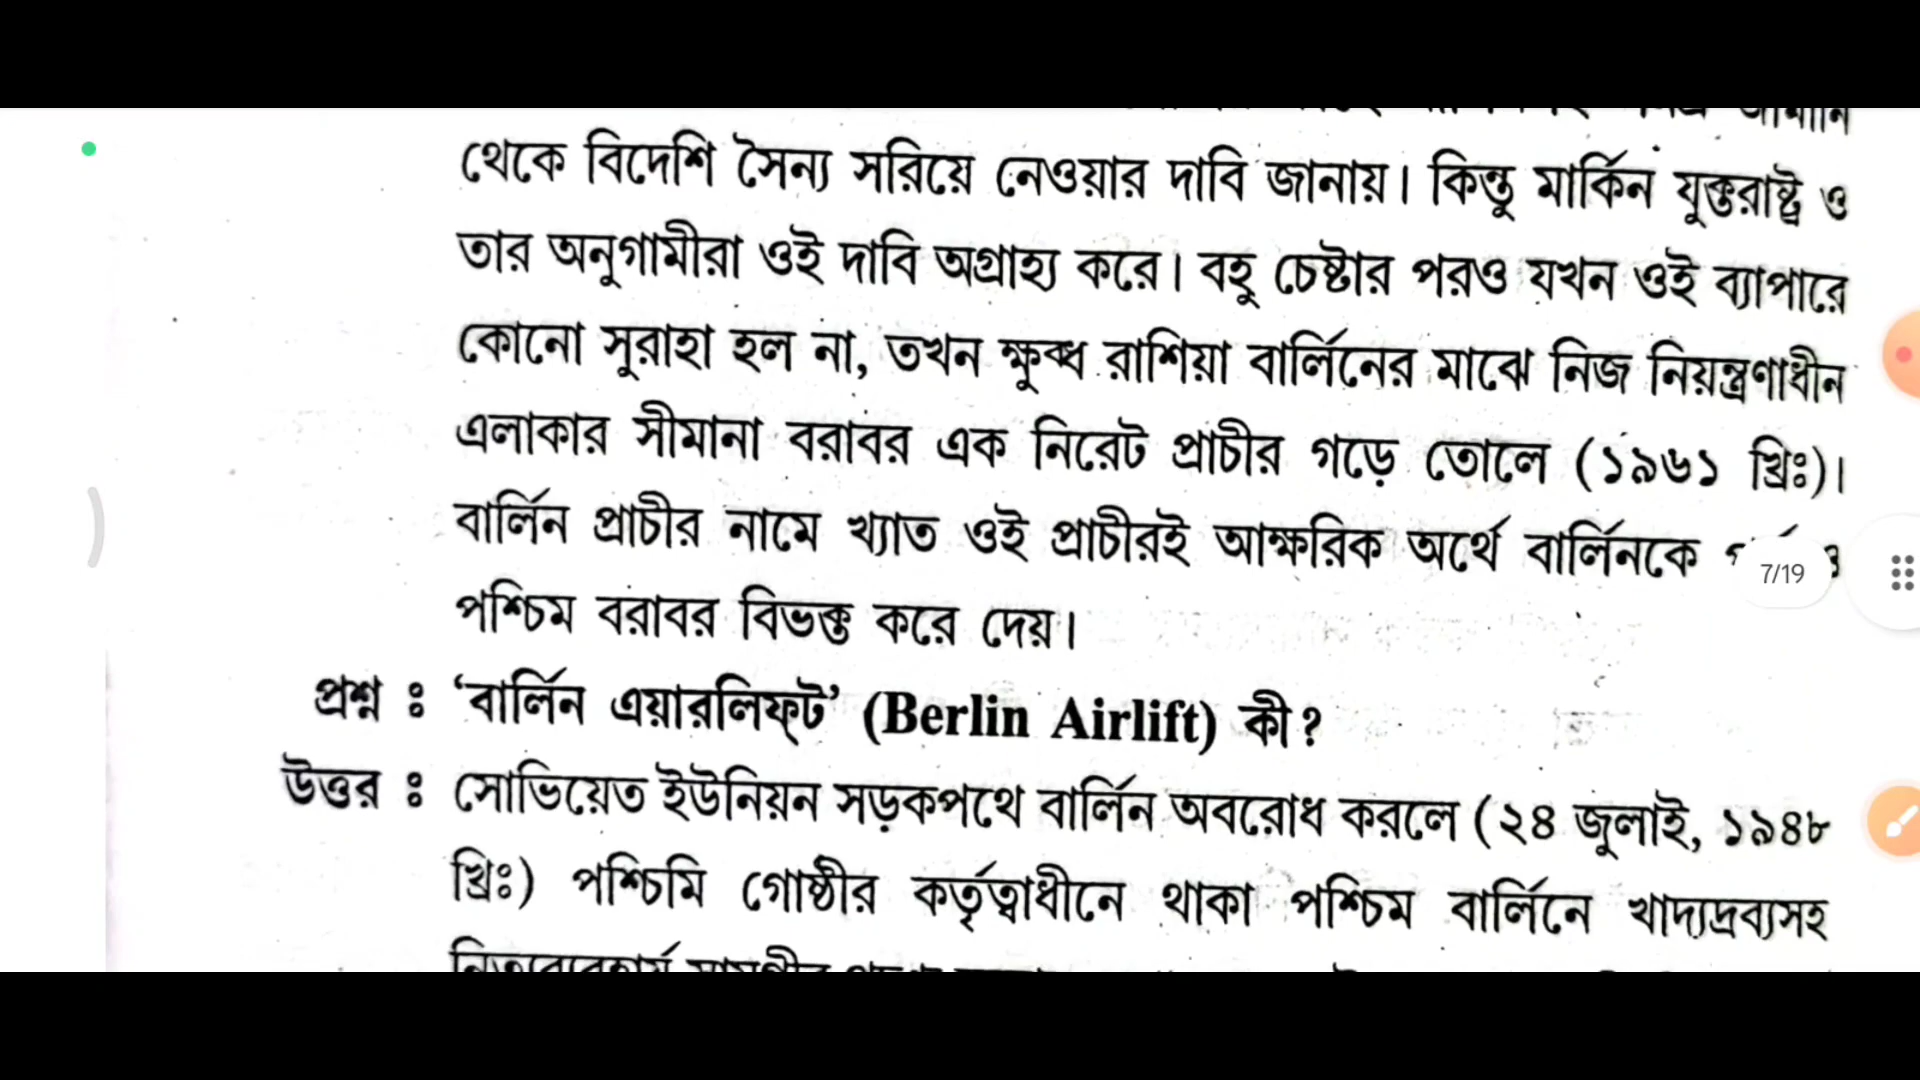 থেকে বিদেশি সৈন্য সরিয়ে নেওয়ার দাবি জানায়। কিন্তু মার্কিন যুক্তরাষ্ট্র ও
তার অনুগামীরা ওই দাবি অগ্রাহ্য করে। বহু চেষ্টার পরও যখন ওই ব্যাপারে
কোনো সুরাহা হল না, তখন ক্ষুব্ধ রাশিয়া বার্লিনের মাঝে নিজ নিয়ন্ত্রণাধীন
এলাকার সীমানা বরাবর এক নিরেট প্রাচীর গড়ে তোলে (১৯৬১ খ্রিঃ)।
বার্লিন প্রাচীর নামে খ্যাত ওই প্রাচীরই আক্ষরিক অর্থে বার্লিনকে
7/19
পশ্চিম বরাবর বিভক্ত করে দেয়।
প্রশ্ন ঃ ‘বার্লিন এয়ারলিফ্‌ট’ (Berlin Airlift) কী?
উত্তর ঃ সোভিয়েত ইউনিয়ন সড়কপথে বার্লিন অবরোধ করলে (২৪ জুলাই, ১৯৪৮
খ্রিঃ) পশ্চিমি গোষ্ঠীর কর্তৃত্বাধীনে থাকা পশ্চিম বার্লিনে খাদ্যদ্রব্যসহ